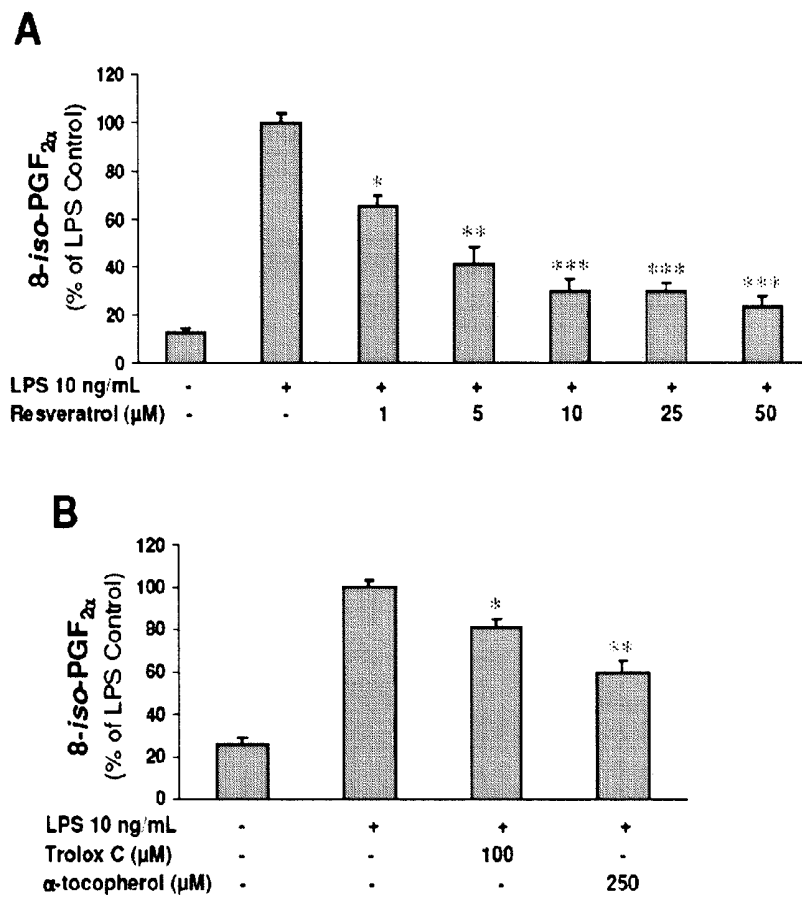 A
8-iso-PGF2α
(% of LPS Control)
120
100
80
60
40
20
0
*
**
***
***
***
LPS 10 ng/mL - + + + + + +
Resveratrol (μM) - - 1 5 10 25 50
B
8-iso-PGF2α
(% of LPS Control)
120
100
80
60
40
20
0
*
**
LPS 10 ng/mL - + + +
Trolox C (μM) - - 100 -
α-tocopherol (μM) - - - 250